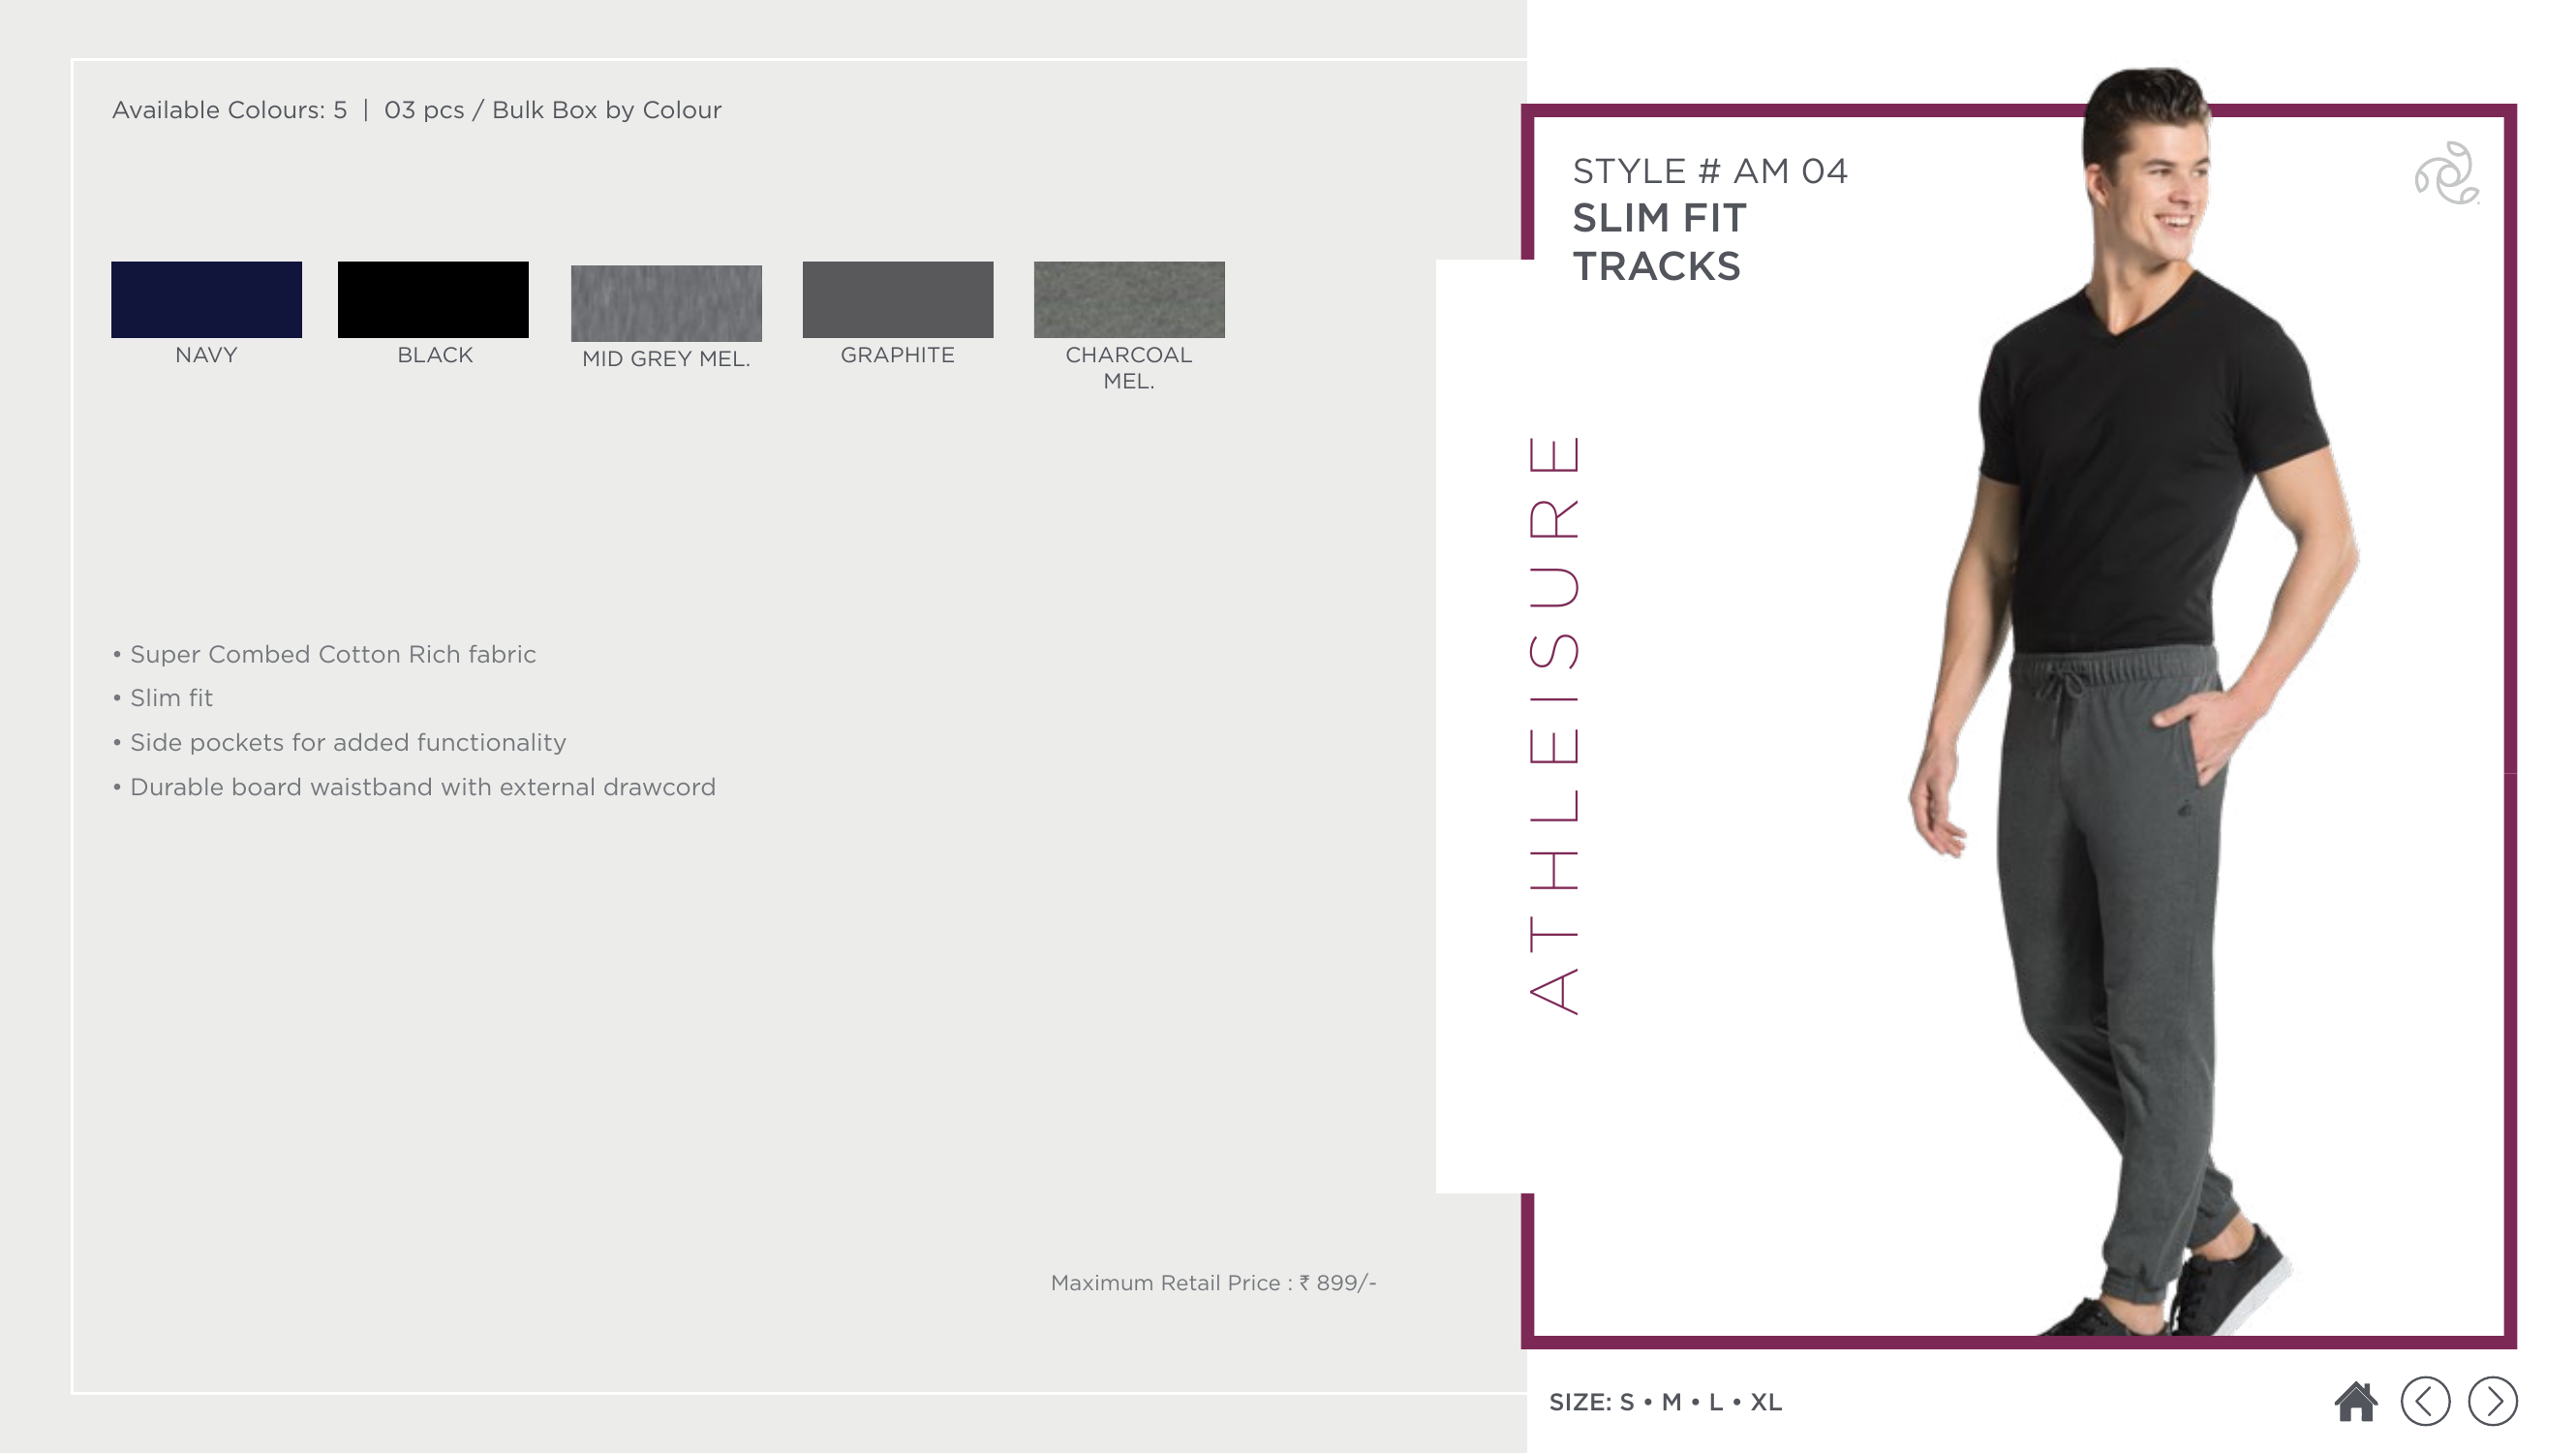 Available Colours: 5 | 03 pcs / Bulk Box by Colour
NAVY
BLACK
MID GREY MEL.
GRAPHITE
CHARCOAL
MEL.
• Super Combed Cotton Rich fabric
• Slim fit
• Side pockets for added functionality
• Durable board waistband with external drawcord
Maximum Retail Price : ₹ 899/-
STYLE # AM 04
SLIM FIT
TRACKS
ATHLEISURE
SIZE: S • M • L • XL